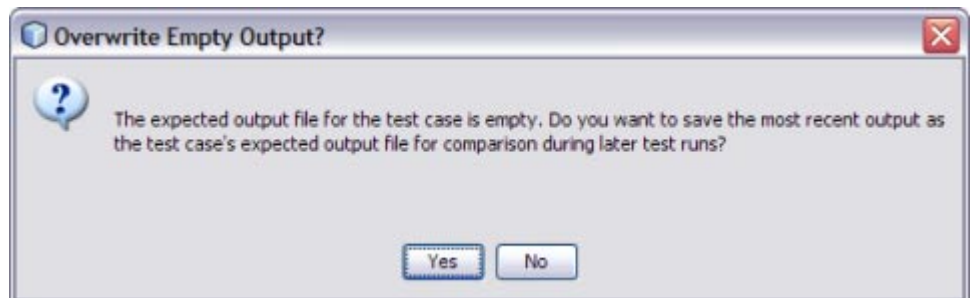 Overwrite Empty Output?
The expected output file for the test case is empty. Do you want to save the most recent output as
the test case's expected output file for comparison during later test runs?
Yes No